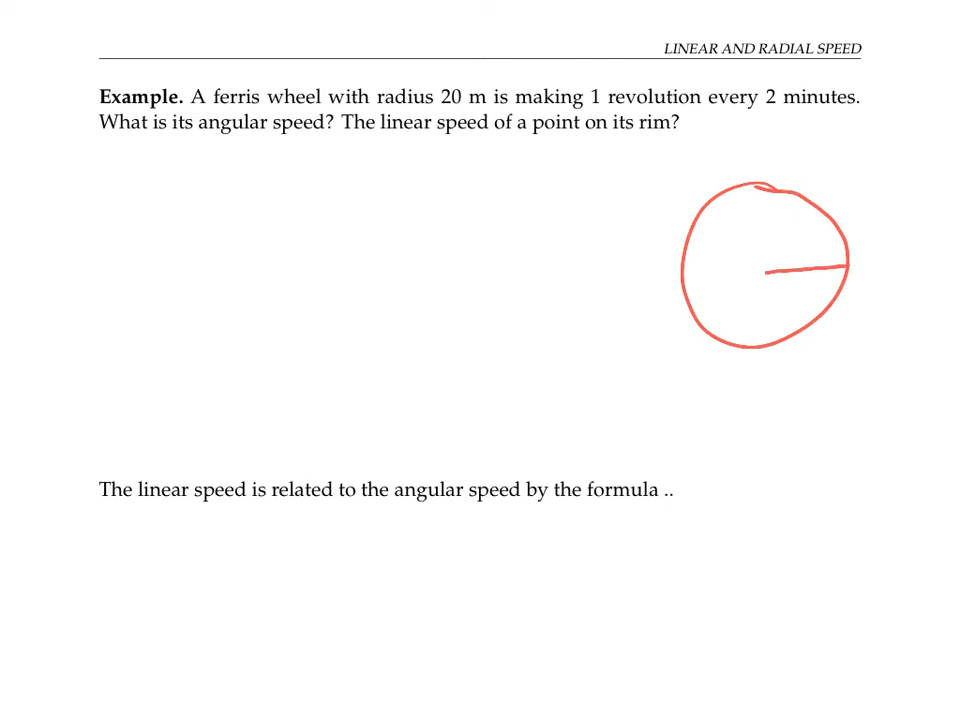 LINEAR AND RADIAL SPEED
Example. A ferris wheel with radius 20 m is making 1 revolution every 2 minutes.
What is its angular speed? The linear speed of a point on its rim?
The linear speed is related to the angular speed by the formula ..